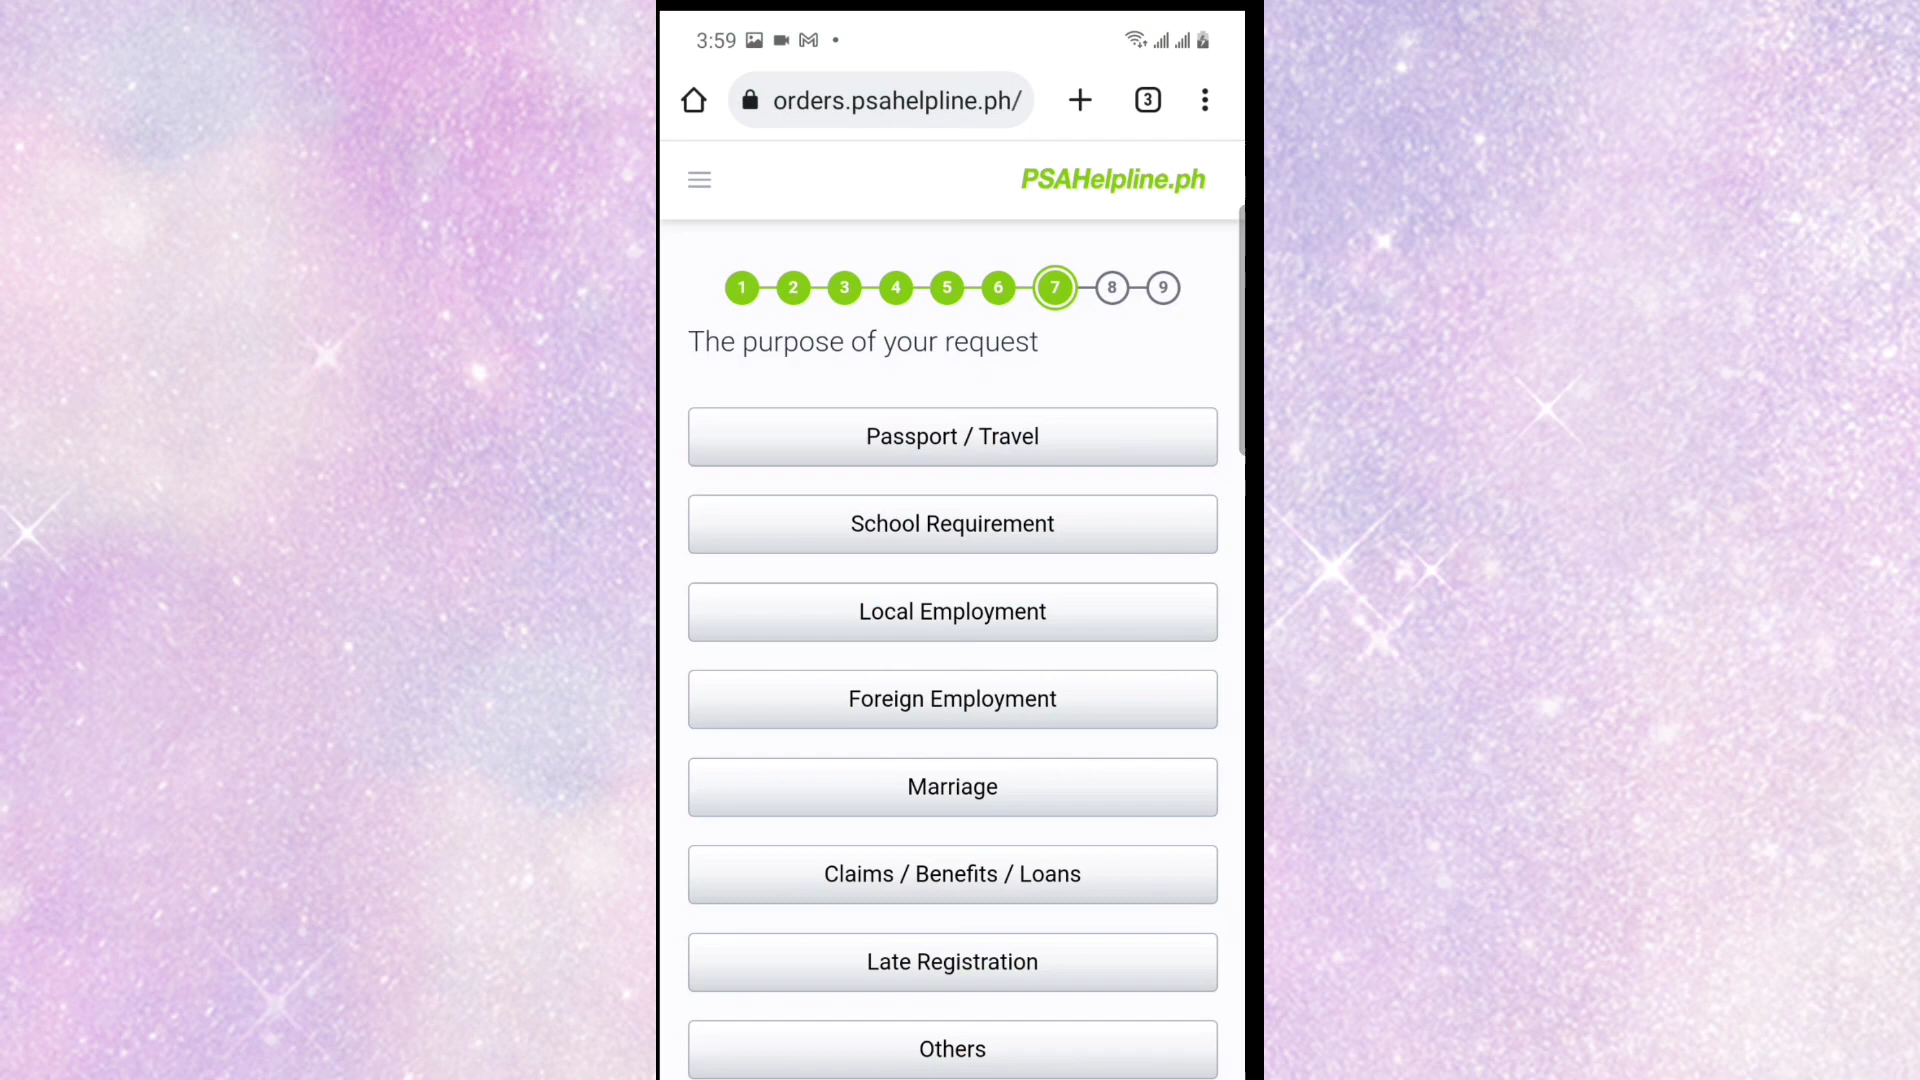 3:59
orders.psahelpline.ph/
3
PSAHelpline.ph
1 2 3 4 5 6 7 8 9
The purpose of your request
Passport / Travel
School Requirement
Local Employment
Foreign Employment
Marriage
Claims / Benefits / Loans
Late Registration
Others